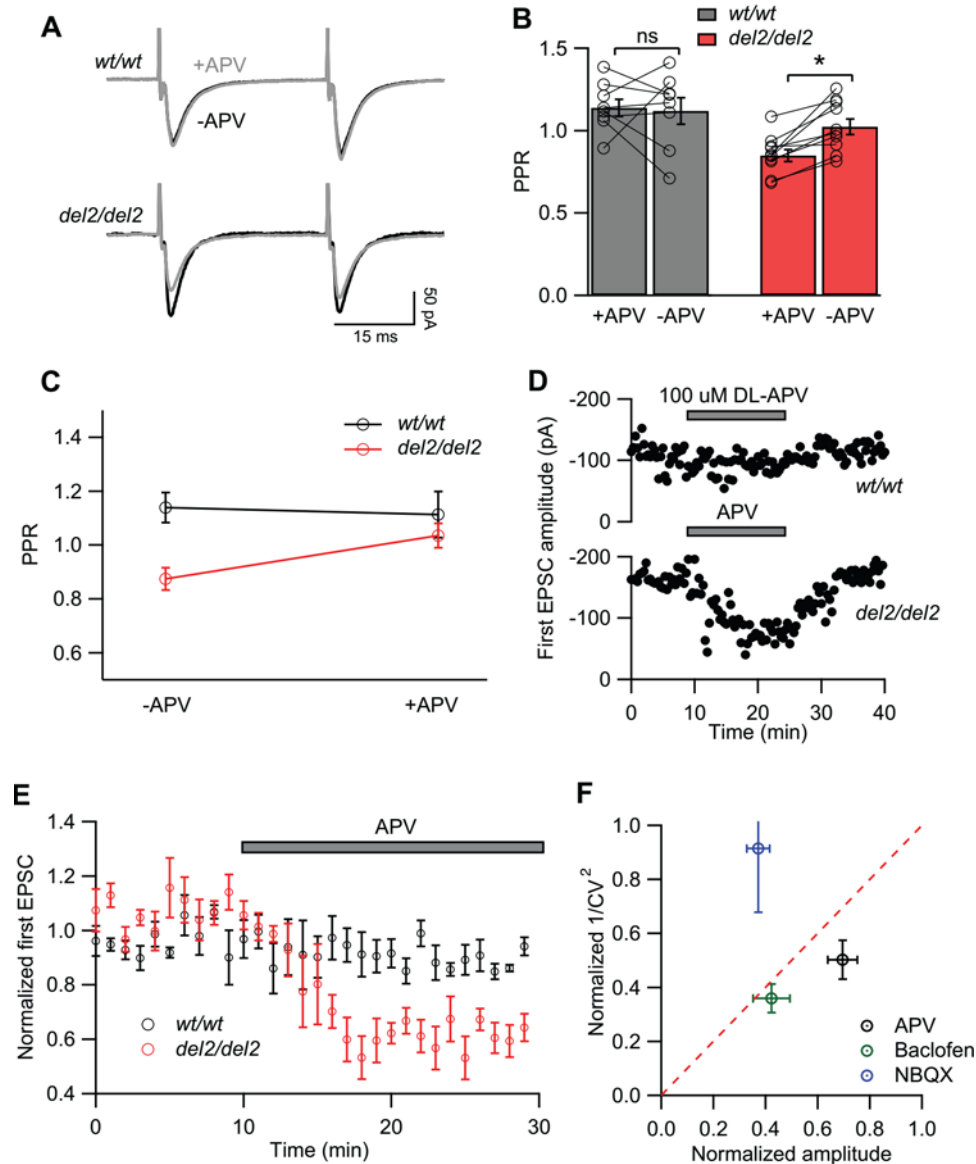 A
wt/wt
+APV
-APV
del2/del2
50 pA
15 ms
B
wt/wt
del2/del2
ns
*
1.5
1.0
0.5
0.0
PPR
+APV -APV +APV -APV
C
wt/wt
del2/del2
1.4
1.2
1.0
0.8
0.6
PPR
-APV +APV
D
100 uM DL-APV
-200
-100
0
wt/wt
APV
-200
-100
0
del2/del2
First EPSC amplitude (pA)
0 10 20 30 40
Time (min)
E
APV
1.4
1.2
1.0
0.8
0.6
0.4
Normalized first EPSC
wt/wt
del2/del2
0 10 20 30
Time (min)
F
1.0
0.8
0.6
0.4
0.2
0.0
Normalized 1/CV²
APV
Baclofen
NBQX
0.0 0.2 0.4 0.6 0.8 1.0
Normalized amplitude